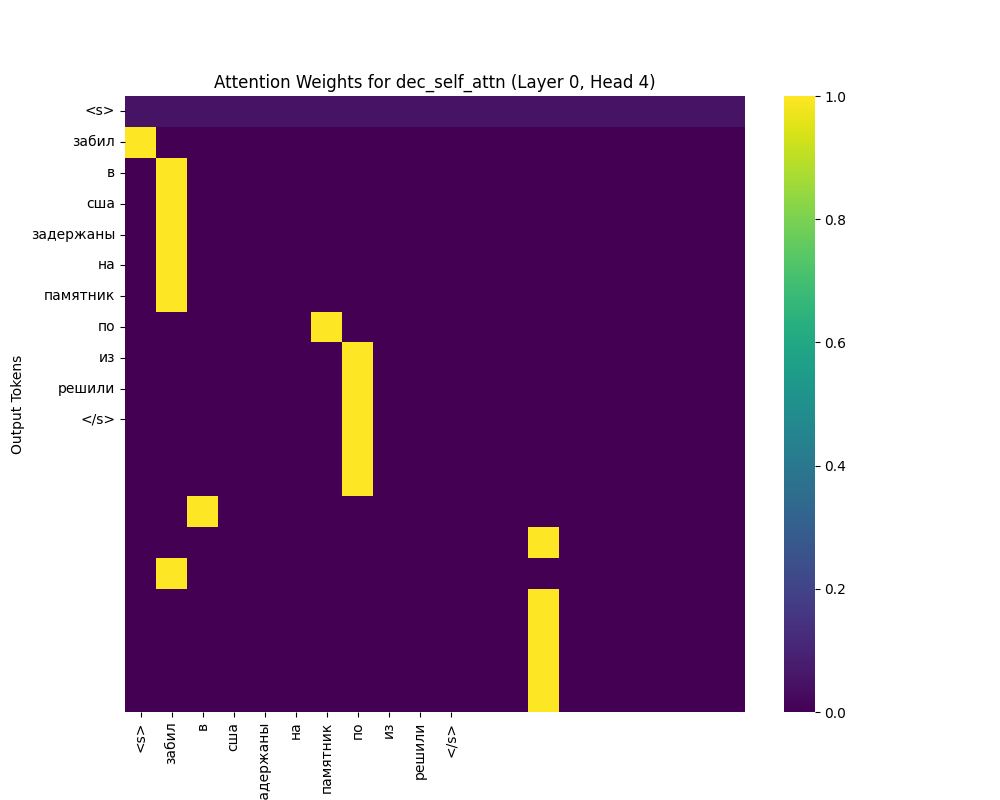 Attention Weights for dec_self_attn (Layer 0, Head 4)
<s>
забил
в
сша
задержаны
на
памятник
по
из
решили
</s>
Output Tokens
<s>
забил
в
сша
адержаны
на
памятник
по
из
решили
</s>
1.0
0.8
0.6
0.4
0.2
0.0